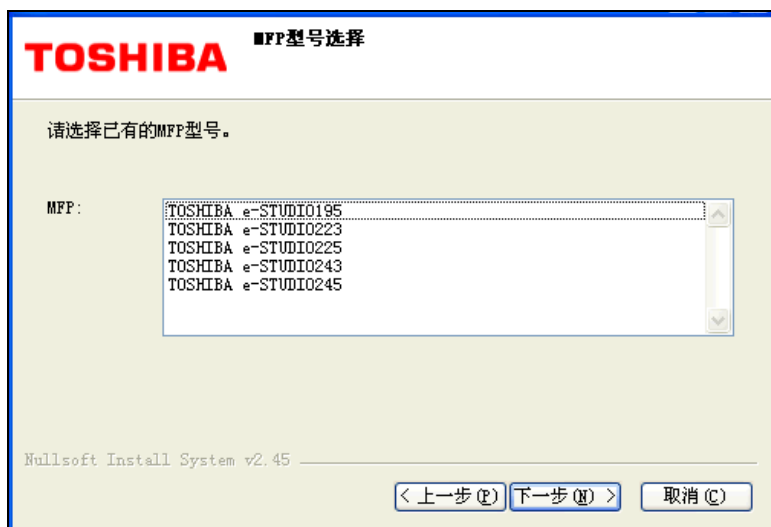 TOSHIBA
MFP型号选择
请选择已有的MFP型号。
MFP:
TOSHIBA e-STUDIO195
TOSHIBA e-STUDIO223
TOSHIBA e-STUDIO225
TOSHIBA e-STUDIO243
TOSHIBA e-STUDIO245
Nullsoft Install System v2.45
< 上一步(P)
下一步(N) >
取消(C)